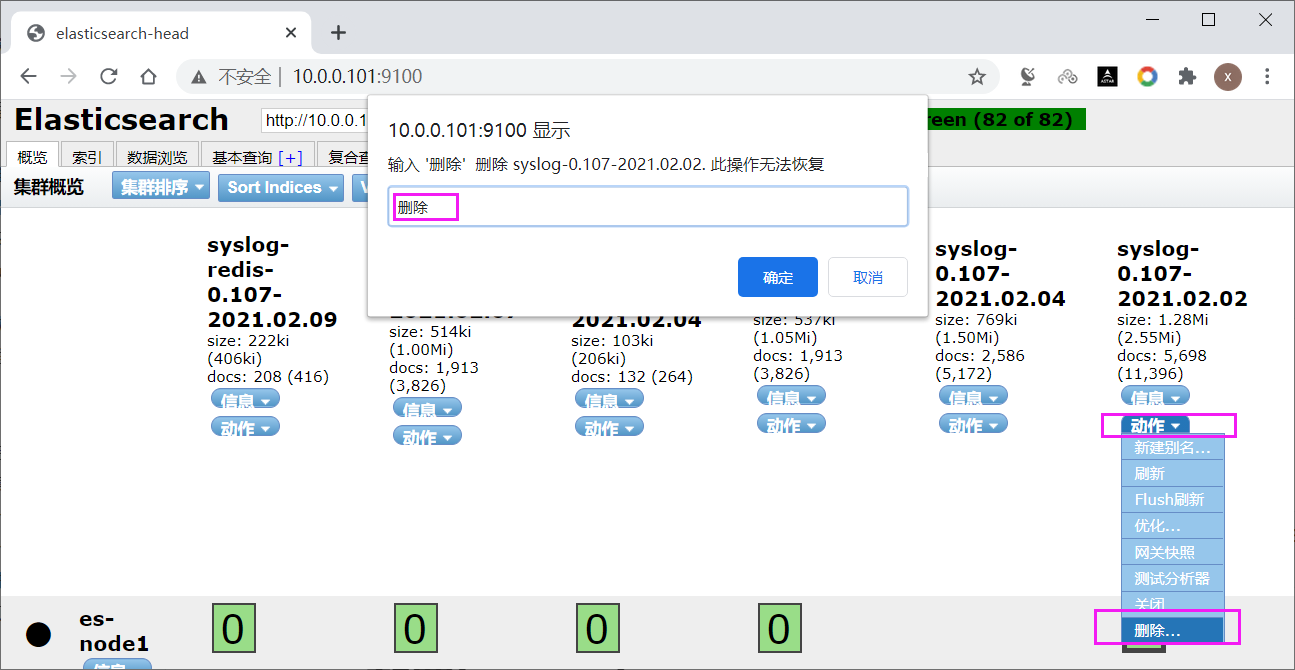 elasticsearch-head
不安全 | 10.0.0.101:9100
ASTAR
X
Elasticsearch
http://10.0.0.1
reen (82 of 82)
概览
索引
数据浏览
基本查询 [+]
复合查
集群概览
集群排序
Sort Indices
10.0.0.101:9100 显示
输入 '删除' 删除 syslog-0.107-2021.02.02. 此操作无法恢复
删除
确定
取消
syslog-
redis-
0.107-
2021.02.09
size: 222ki
(406ki)
docs: 208 (416)
信息
动作
size: 514ki
(1.00Mi)
docs: 1,913
(3,826)
信息
动作
2021.02.04
size: 103ki
(206ki)
docs: 132 (264)
信息
动作
size: 537ki
(1.05Mi)
docs: 1,913
(3,826)
信息
动作
syslog-
0.107-
2021.02.04
size: 769ki
(1.50Mi)
docs: 2,586
(5,172)
信息
动作
syslog-
0.107-
2021.02.02
size: 1.28Mi
(2.55Mi)
docs: 5,698
(11,396)
信息
动作
新建别名...
刷新
Flush刷新
优化...
网关快照
测试分析器
关闭
删除...
es-
node1
信息
0
0
0
0